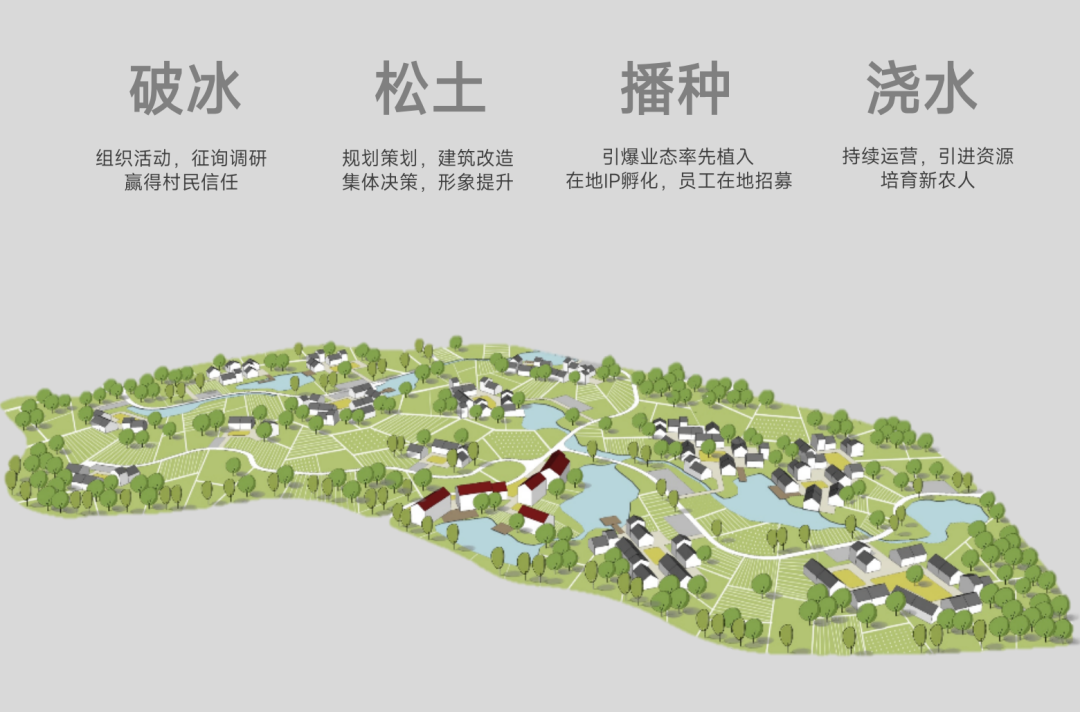 破冰
组织活动，征询调研
赢得村民信任
松土
规划策划，建筑改造
集体决策，形象提升
播种
引爆业态率先植入
在地IP孵化，员工在地招募
浇水
持续运营，引进资源
培育新农人